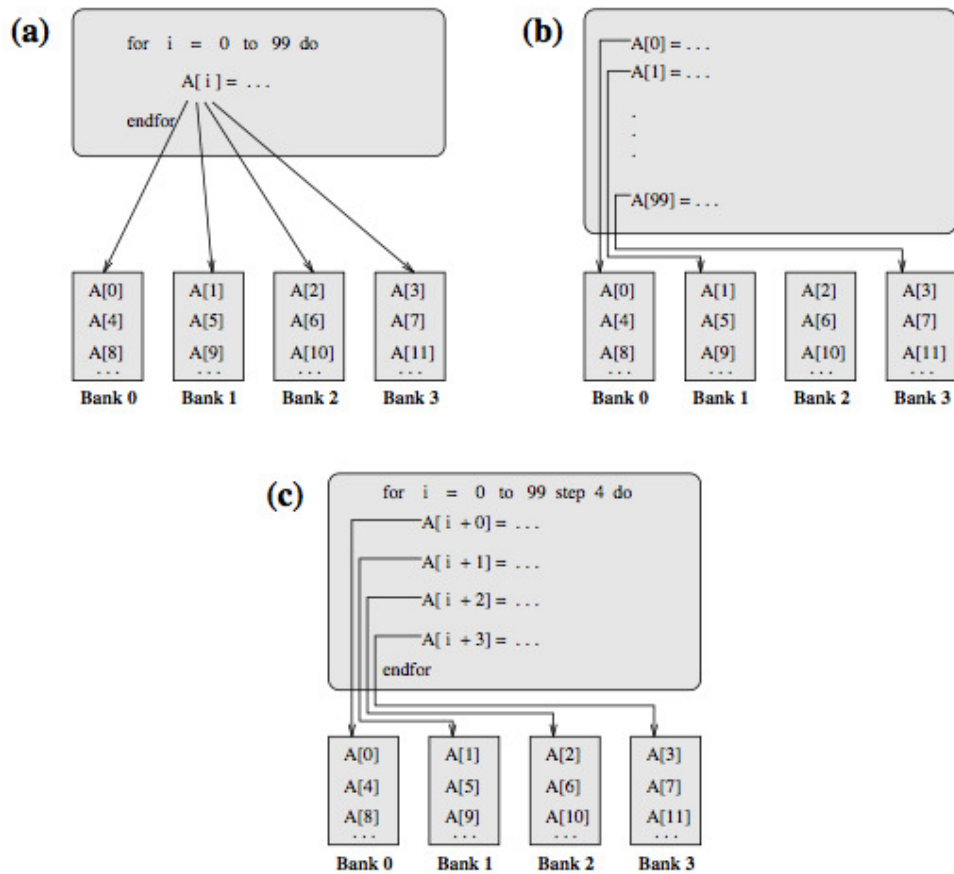 (a)
for i = 0 to 99 do
A[ i ] = . . .
endfor
A[0] A[1] A[2] A[3]
A[4] A[5] A[6] A[7]
A[8] A[9] A[10] A[11]
. . . . . . . . . . . .
Bank 0 Bank 1 Bank 2 Bank 3
(b)
A[0] = . . .
A[1] = . . .
.
.
.
A[99] = . . .
A[0] A[1] A[2] A[3]
A[4] A[5] A[6] A[7]
A[8] A[9] A[10] A[11]
. . . . . . . . . . . .
Bank 0 Bank 1 Bank 2 Bank 3
(c)
for i = 0 to 99 step 4 do
A[ i + 0] = . . .
A[ i + 1] = . . .
A[ i + 2] = . . .
A[ i + 3] = . . .
endfor
A[0] A[1] A[2] A[3]
A[4] A[5] A[6] A[7]
A[8] A[9] A[10] A[11]
. . . . . . . . . . . .
Bank 0 Bank 1 Bank 2 Bank 3